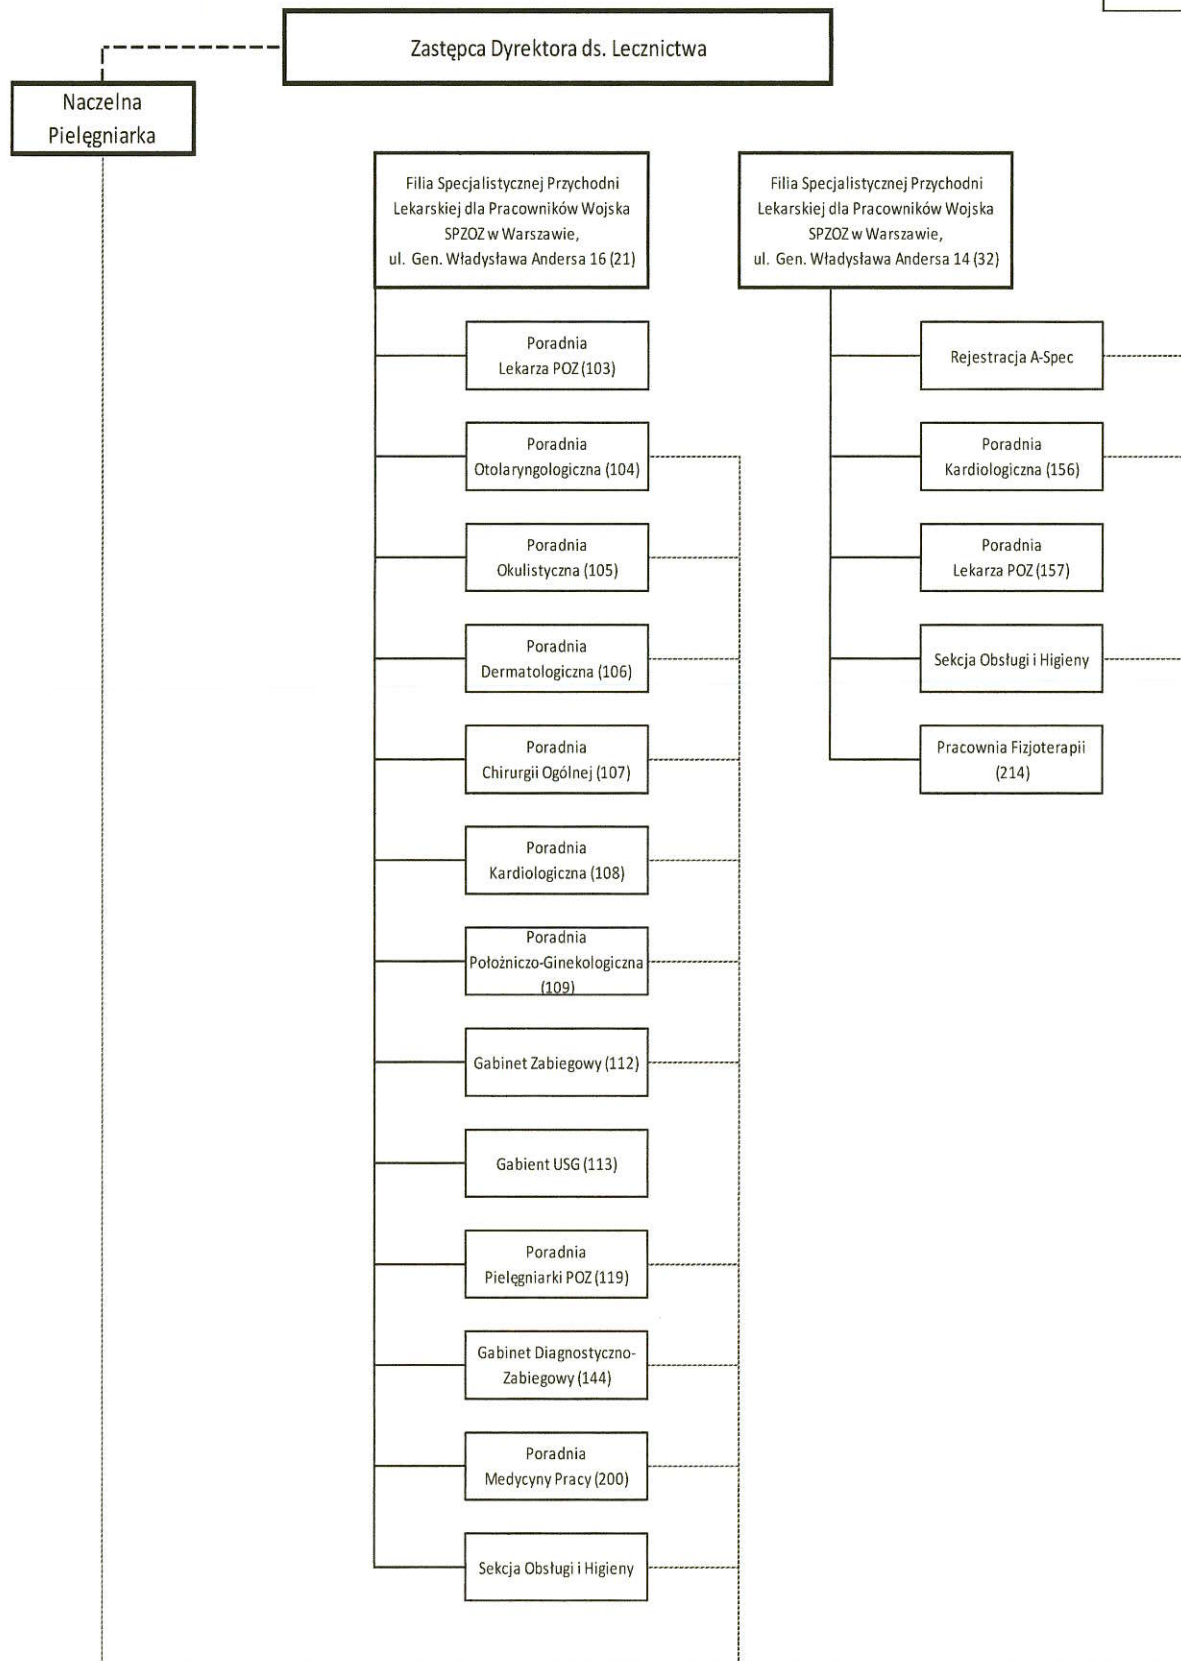 Zastępca Dyrektora ds. Lecznictwa
Naczelna
Pielęgniarka
Filia Specjalistycznej Przychodni
Lekarskiej dla Pracowników Wojska
SPZOZ w Warszawie,
ul. Gen. Władysława Andersa 16 (21)
Poradnia
Lekarza POZ (103)
Poradnia
Otolaryngologiczna (104)
Poradnia
Okulistyczna (105)
Poradnia
Dermatologiczna (106)
Poradnia
Chirurgii Ogólnej (107)
Poradnia
Kardiologiczna (108)
Poradnia
Położniczo-Ginekologiczna
(109)
Gabinet Zabiegowy (112)
Gabient USG (113)
Poradnia
Pielęgniarki POZ (119)
Gabinet Diagnostyczno-
Zabiegowy (144)
Poradnia
Medycyny Pracy (200)
Sekcja Obsługi i Higieny
Filia Specjalistycznej Przychodni
Lekarskiej dla Pracowników Wojska
SPZOZ w Warszawie,
ul. Gen. Władysława Andersa 14 (32)
Rejestracja A-Spec
Poradnia
Kardiologiczna (156)
Poradnia
Lekarza POZ (157)
Sekcja Obsługi i Higieny
Pracownia Fizjoterapii
(214)